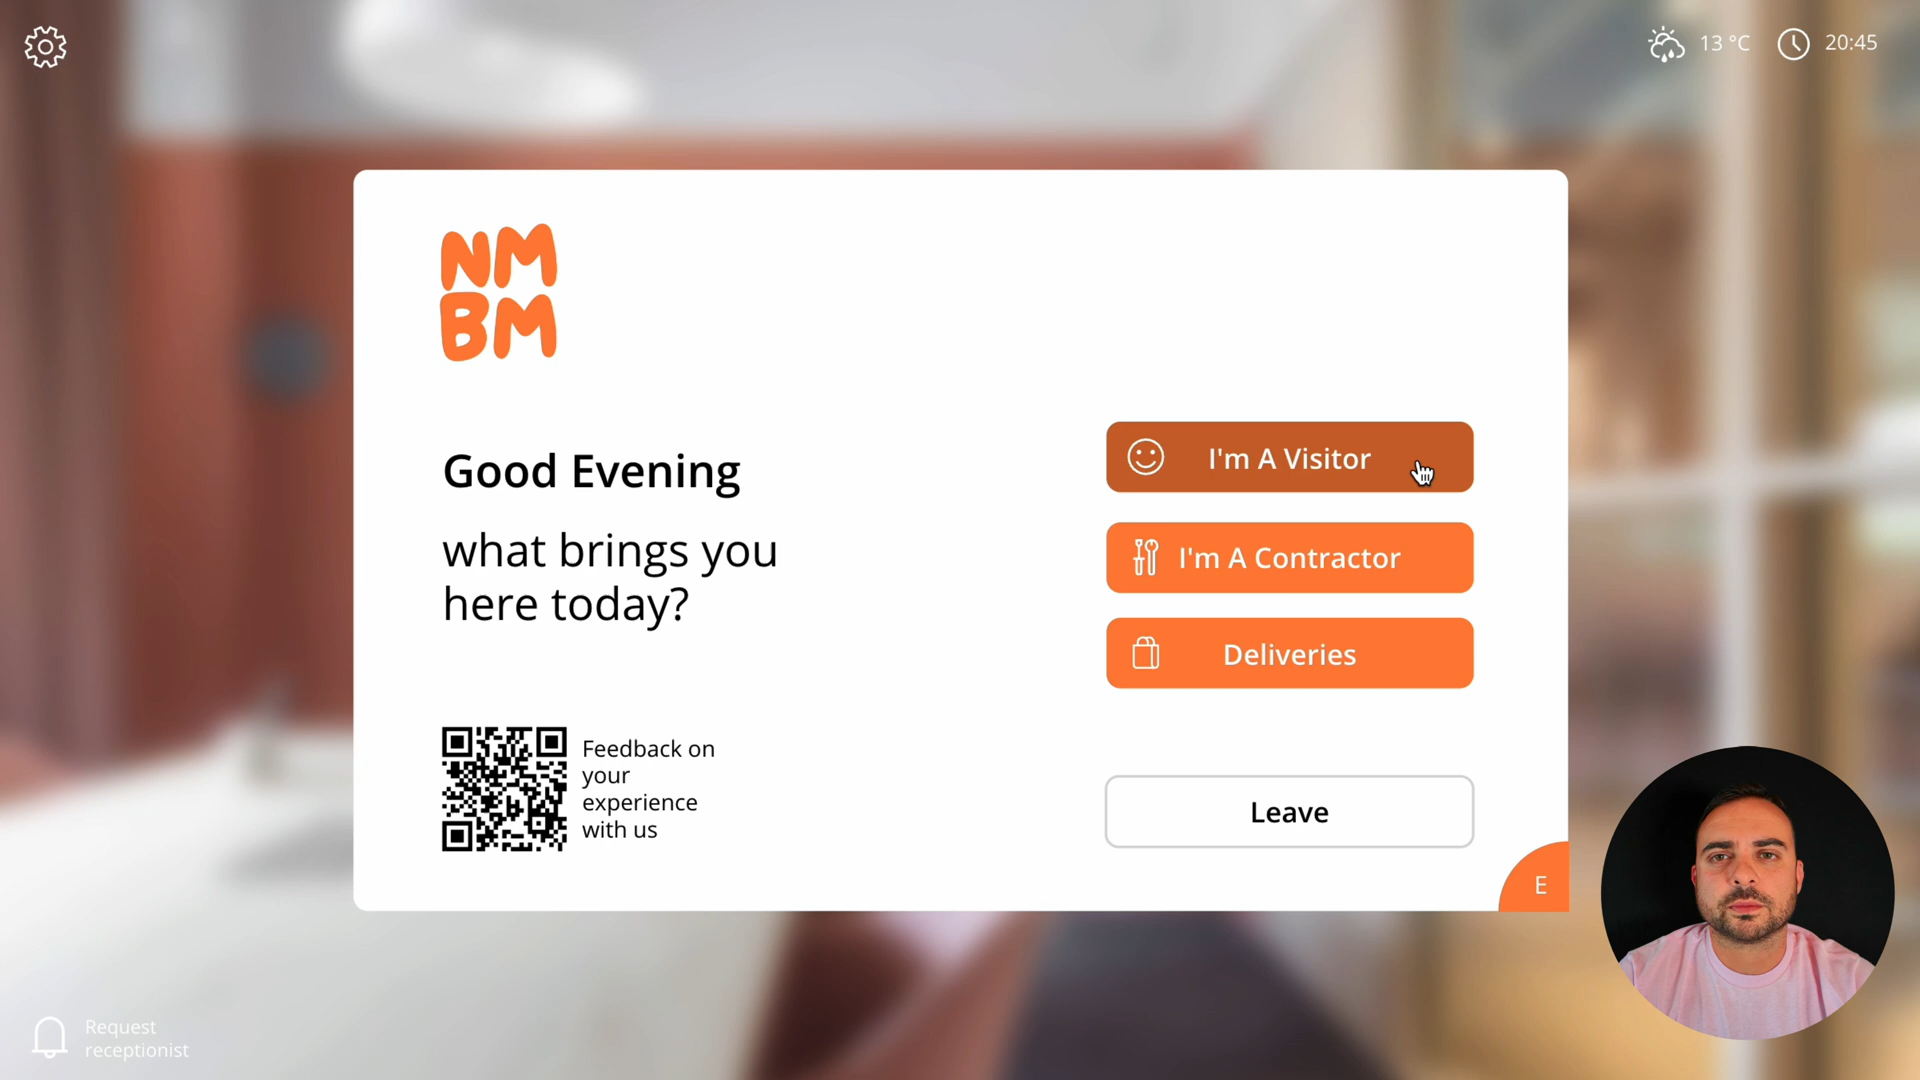 13 °C
20:45
NM
BM
Good Evening
what brings you
here today?
I'm A Visitor
I'm A Contractor
Deliveries
Feedback on
your
experience
with us
Leave
E
Request
receptionist